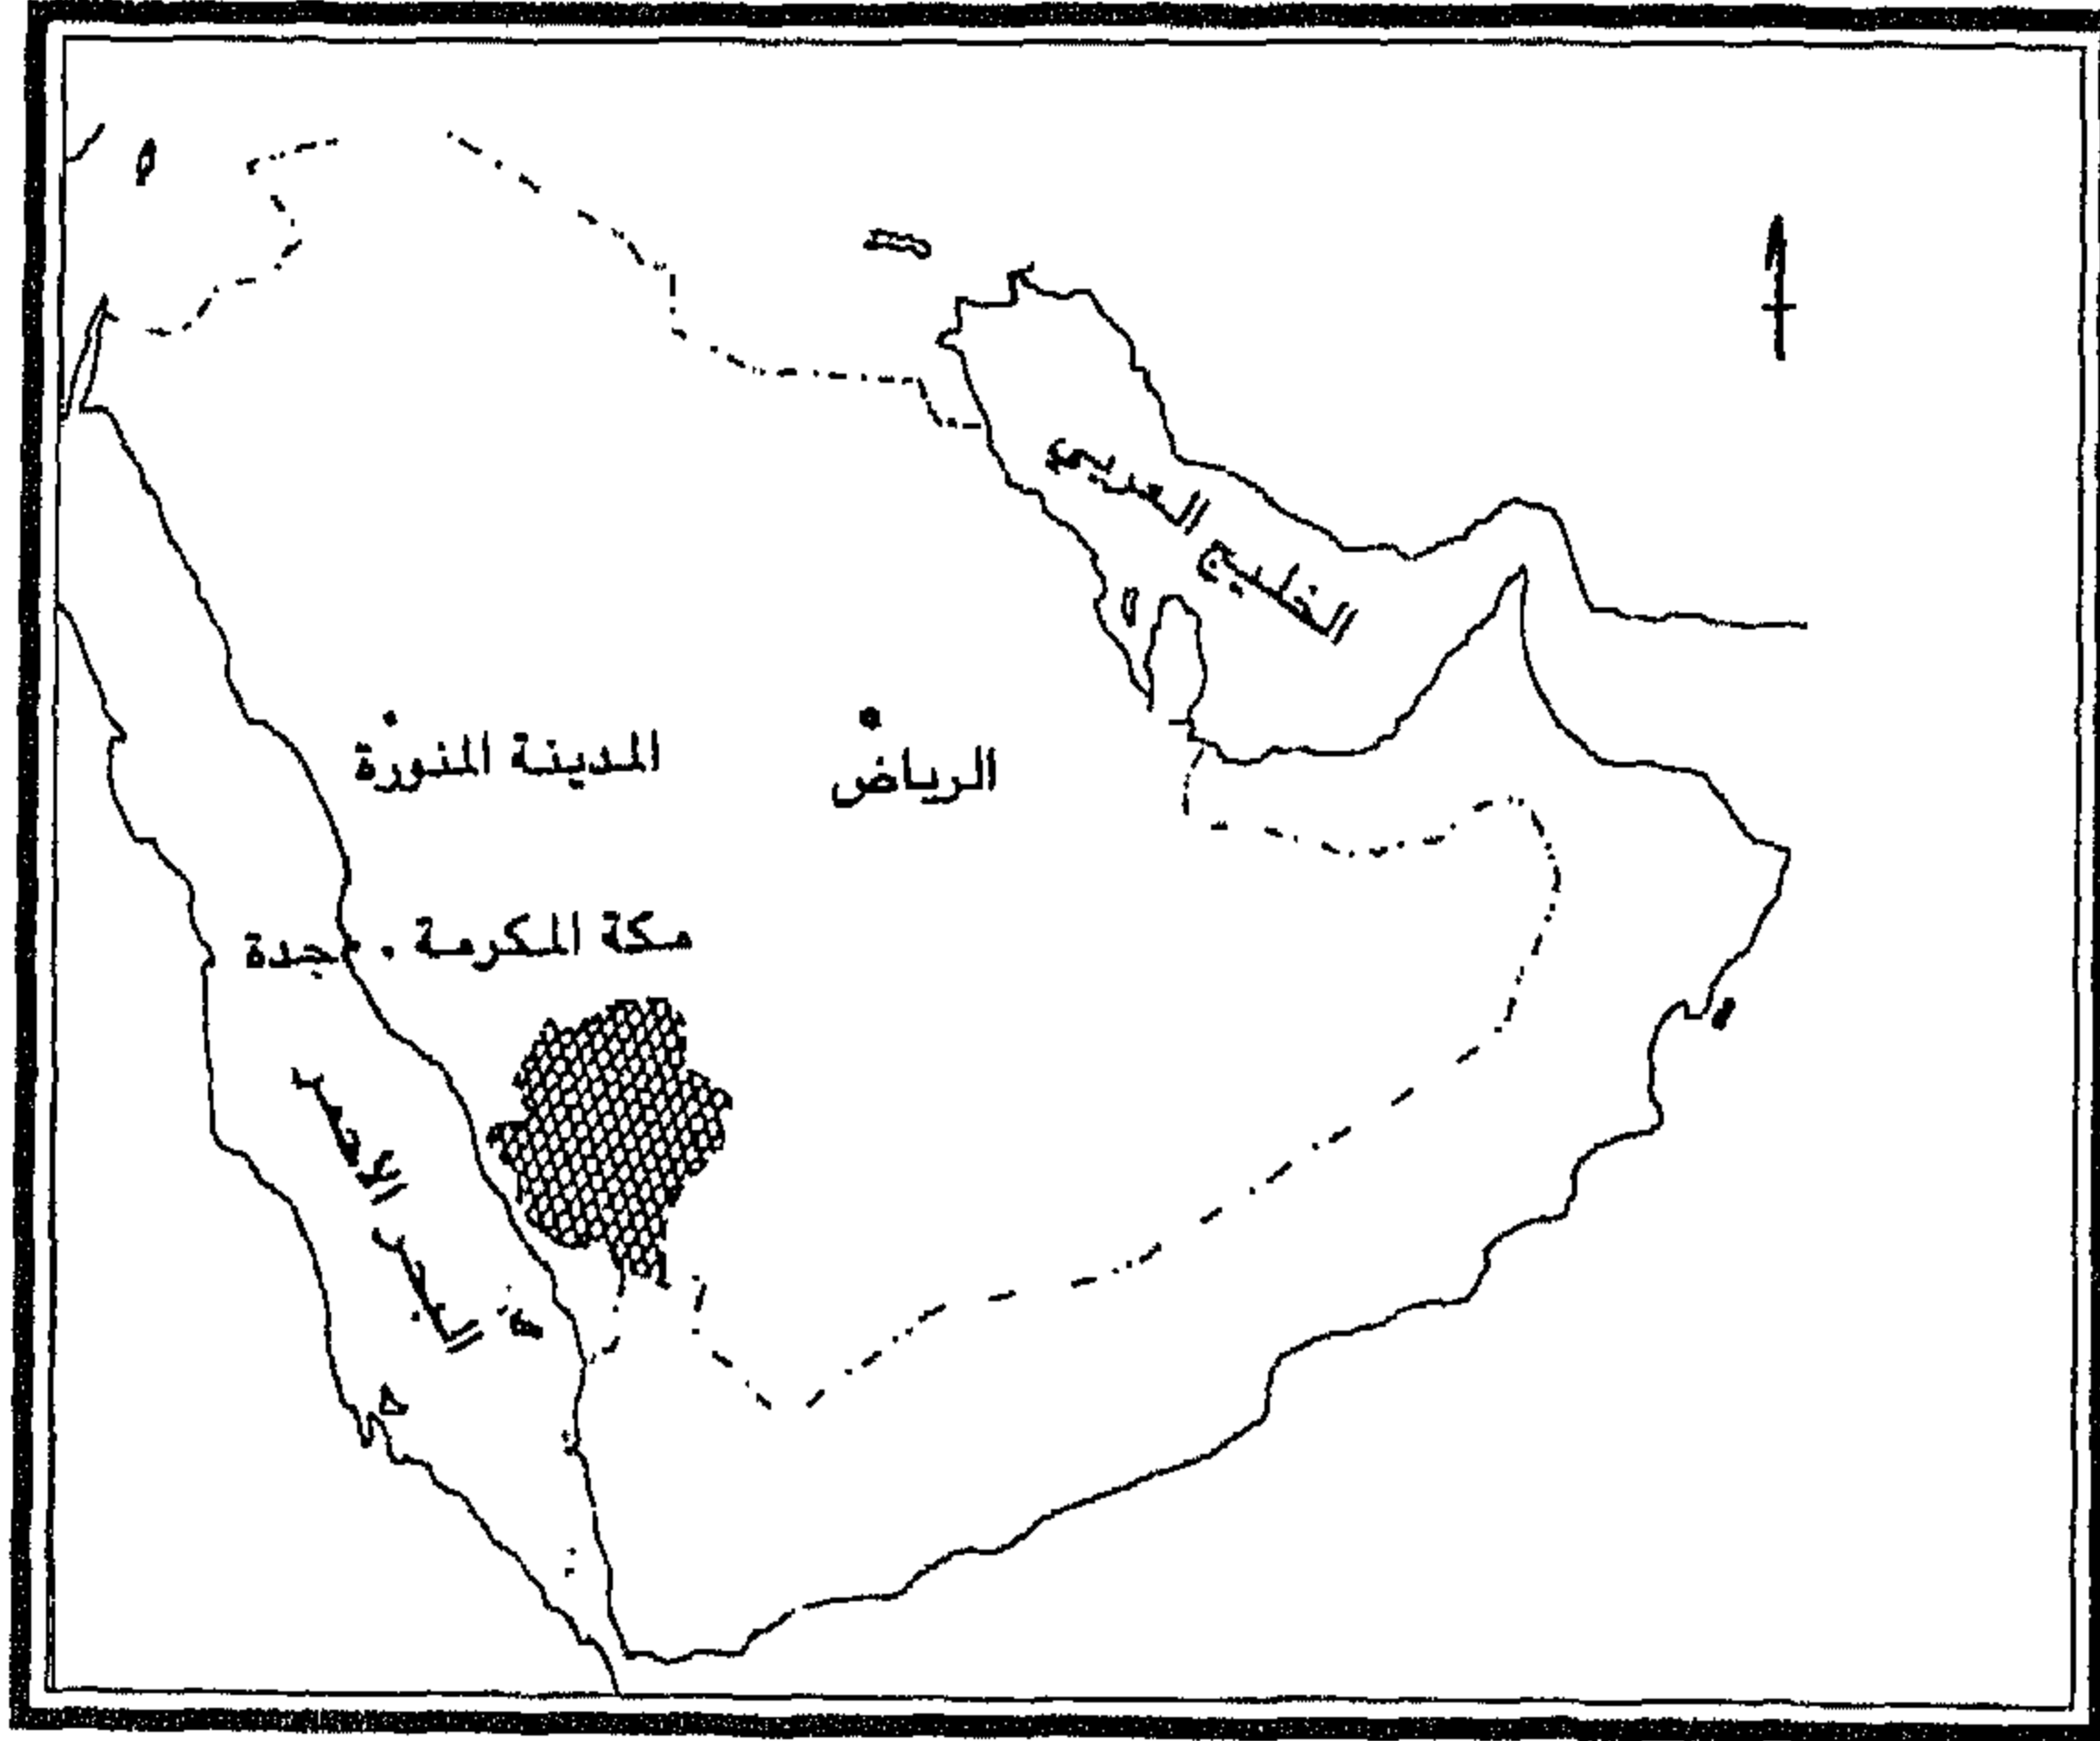 الخليج العربي
المدينة المنورة
الرياض
مكة المكرمة . جدة
البحر الأحمر